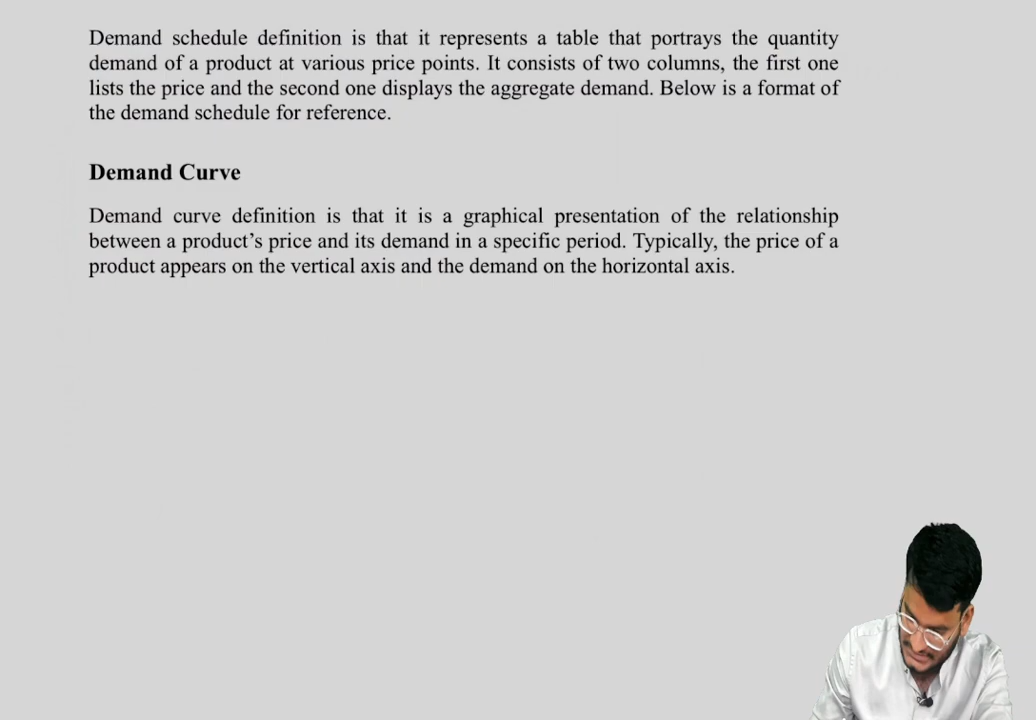 Demand schedule definition is that it represents a table that portrays the quantity
demand of a product at various price points. It consists of two columns, the first one
lists the price and the second one displays the aggregate demand. Below is a format of
the demand schedule for reference.
Demand Curve
Demand curve definition is that it is a graphical presentation of the relationship
between a product’s price and its demand in a specific period. Typically, the price of a
product appears on the vertical axis and the demand on the horizontal axis.